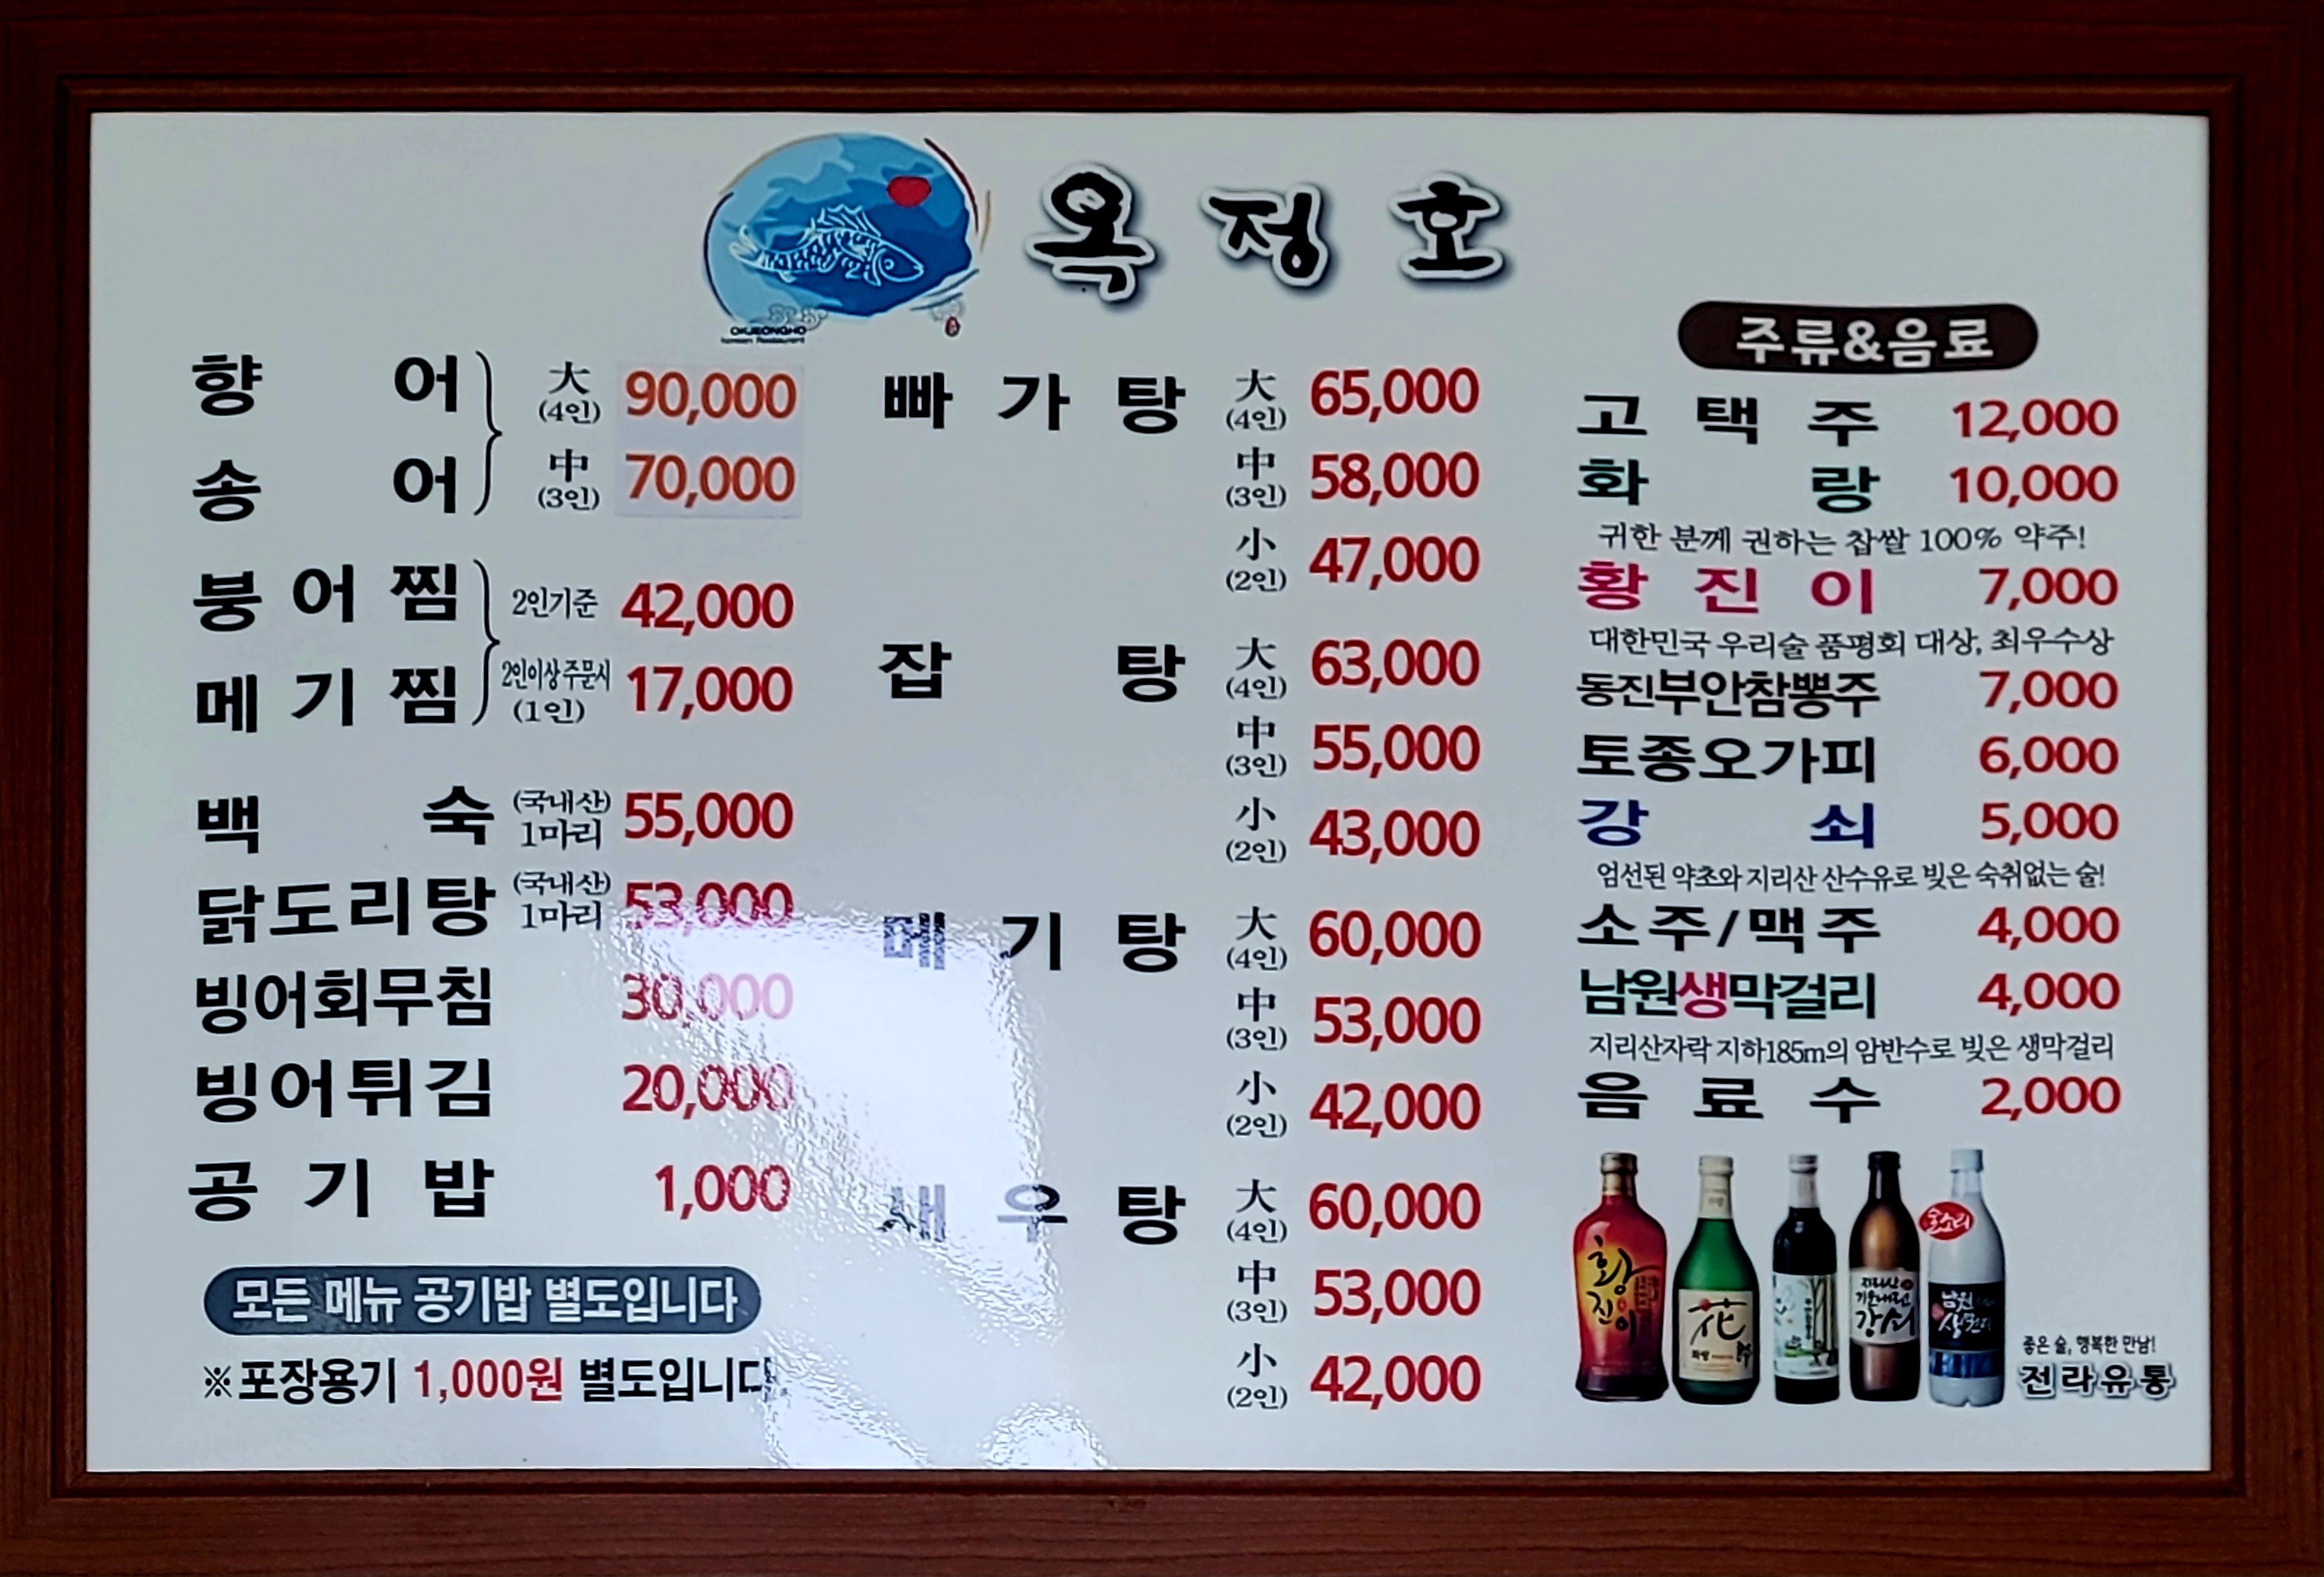 옥정호
OKJEONGHO
Korean Restaurant
향어 大 (4인) 90,000
송어 中 (3인) 70,000
붕어찜 2인기준 42,000
메기찜 2인이상주문시 (1인) 17,000
백숙 (국내산) 1마리 55,000
닭도리탕 (국내산) 1마리 53,000
빙어회무침 30,000
빙어튀김 20,000
공기밥 1,000
모든 메뉴 공기밥 별도입니다
※포장용기 1,000원 별도입니다
빠가탕 大 (4인) 65,000
中 (3인) 58,000
小 (2인) 47,000
잡탕 大 (4인) 63,000
中 (3인) 55,000
小 (2인) 43,000
메기탕 大 (4인) 60,000
中 (3인) 53,000
小 (2인) 42,000
새우탕 大 (4인) 60,000
中 (3인) 53,000
小 (2인) 42,000
주류&음료
고택주 12,000
화랑 10,000
귀한 분께 권하는 찹쌀 100% 약주!
황진이 7,000
대한민국 우리술 품평회 대상, 최우수상
동진부안참뽕주 7,000
토종오가피 6,000
강쇠 5,000
엄선된 약초와 지리산 산수유로 빚은 숙취없는 술!
소주/맥주 4,000
남원생막걸리 4,000
지리산자락 지하185m의 암반수로 빚은 생막걸리
음료수 2,000
황진이
花
화랑
지리산
강쇠
남원
좋은 술, 행복한 만남!
전라유통